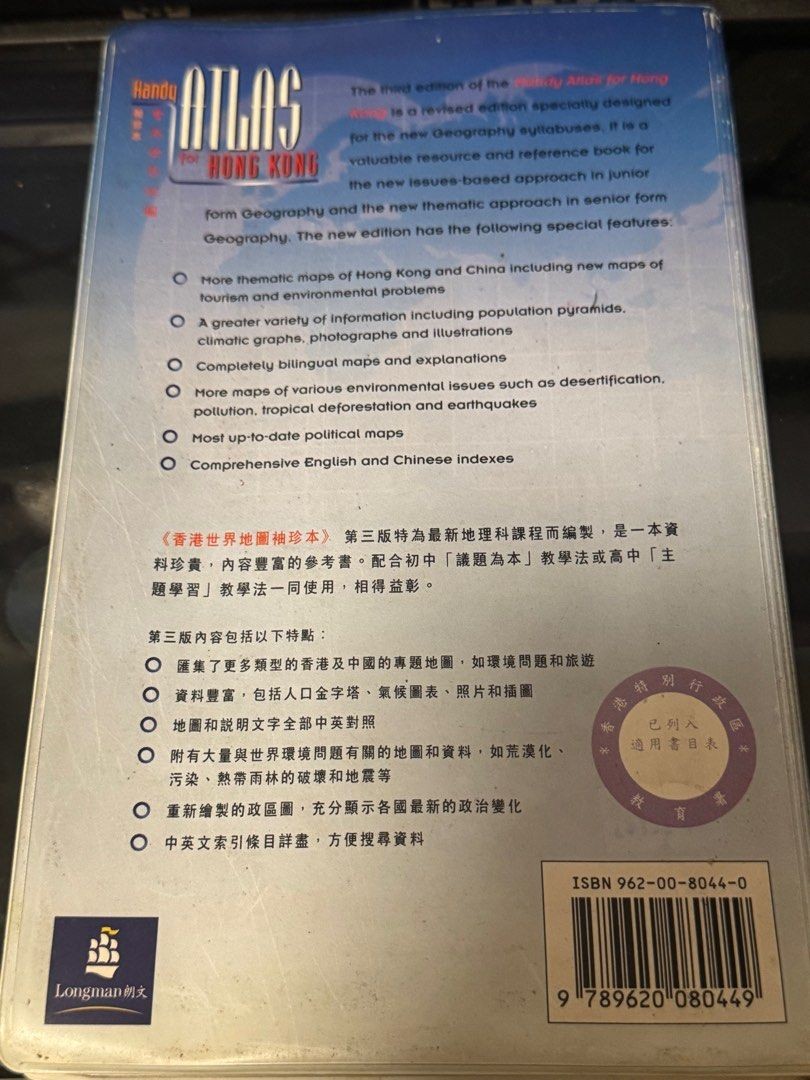 Handy
ATLAS
for HONG KONG
袖珍本
The third edition of the Handy Atlas for Hong
Kong is a revised edition specially designed
for the new Geography syllabuses. It is a
valuable resource and reference book for
the new issues-based approach in junior
form Geography and the new thematic approach in senior form
Geography. The new edition has the following special features:
More thematic maps of Hong Kong and China including new maps of
tourism and environmental problems
A greater variety of information including population pyramids,
climatic graphs, photographs and illustrations
Completely bilingual maps and explanations
More maps of various environmental issues such as desertification,
pollution, tropical deforestation and earthquakes
Most up-to-date political maps
Comprehensive English and Chinese indexes
《香港世界地圖袖珍本》 第三版特為最新地理科課程而編製，是一本資
料珍貴，內容豐富的參考書。配合初中「議題為本」教學法或高中「主
題學習」教學法一同使用，相得益彰。
第三版內容包括以下特點：
匯集了更多類型的香港及中國的專題地圖，如環境問題和旅遊
資料豐富，包括人口金字塔、氣候圖表、照片和插圖
地圖和說明文字全部中英對照
附有大量與世界環境問題有關的地圖和資料，如荒漠化、
污染、熱帶雨林的破壞和地震等
重新繪製的政區圖，充分顯示各國最新的政治變化
中英文索引條目詳盡，方便搜尋資料
*香港特別行政區*
已列入
適用書目表
教育署
ISBN 962-00-8044-0
9 789620 080449
Longman朗文